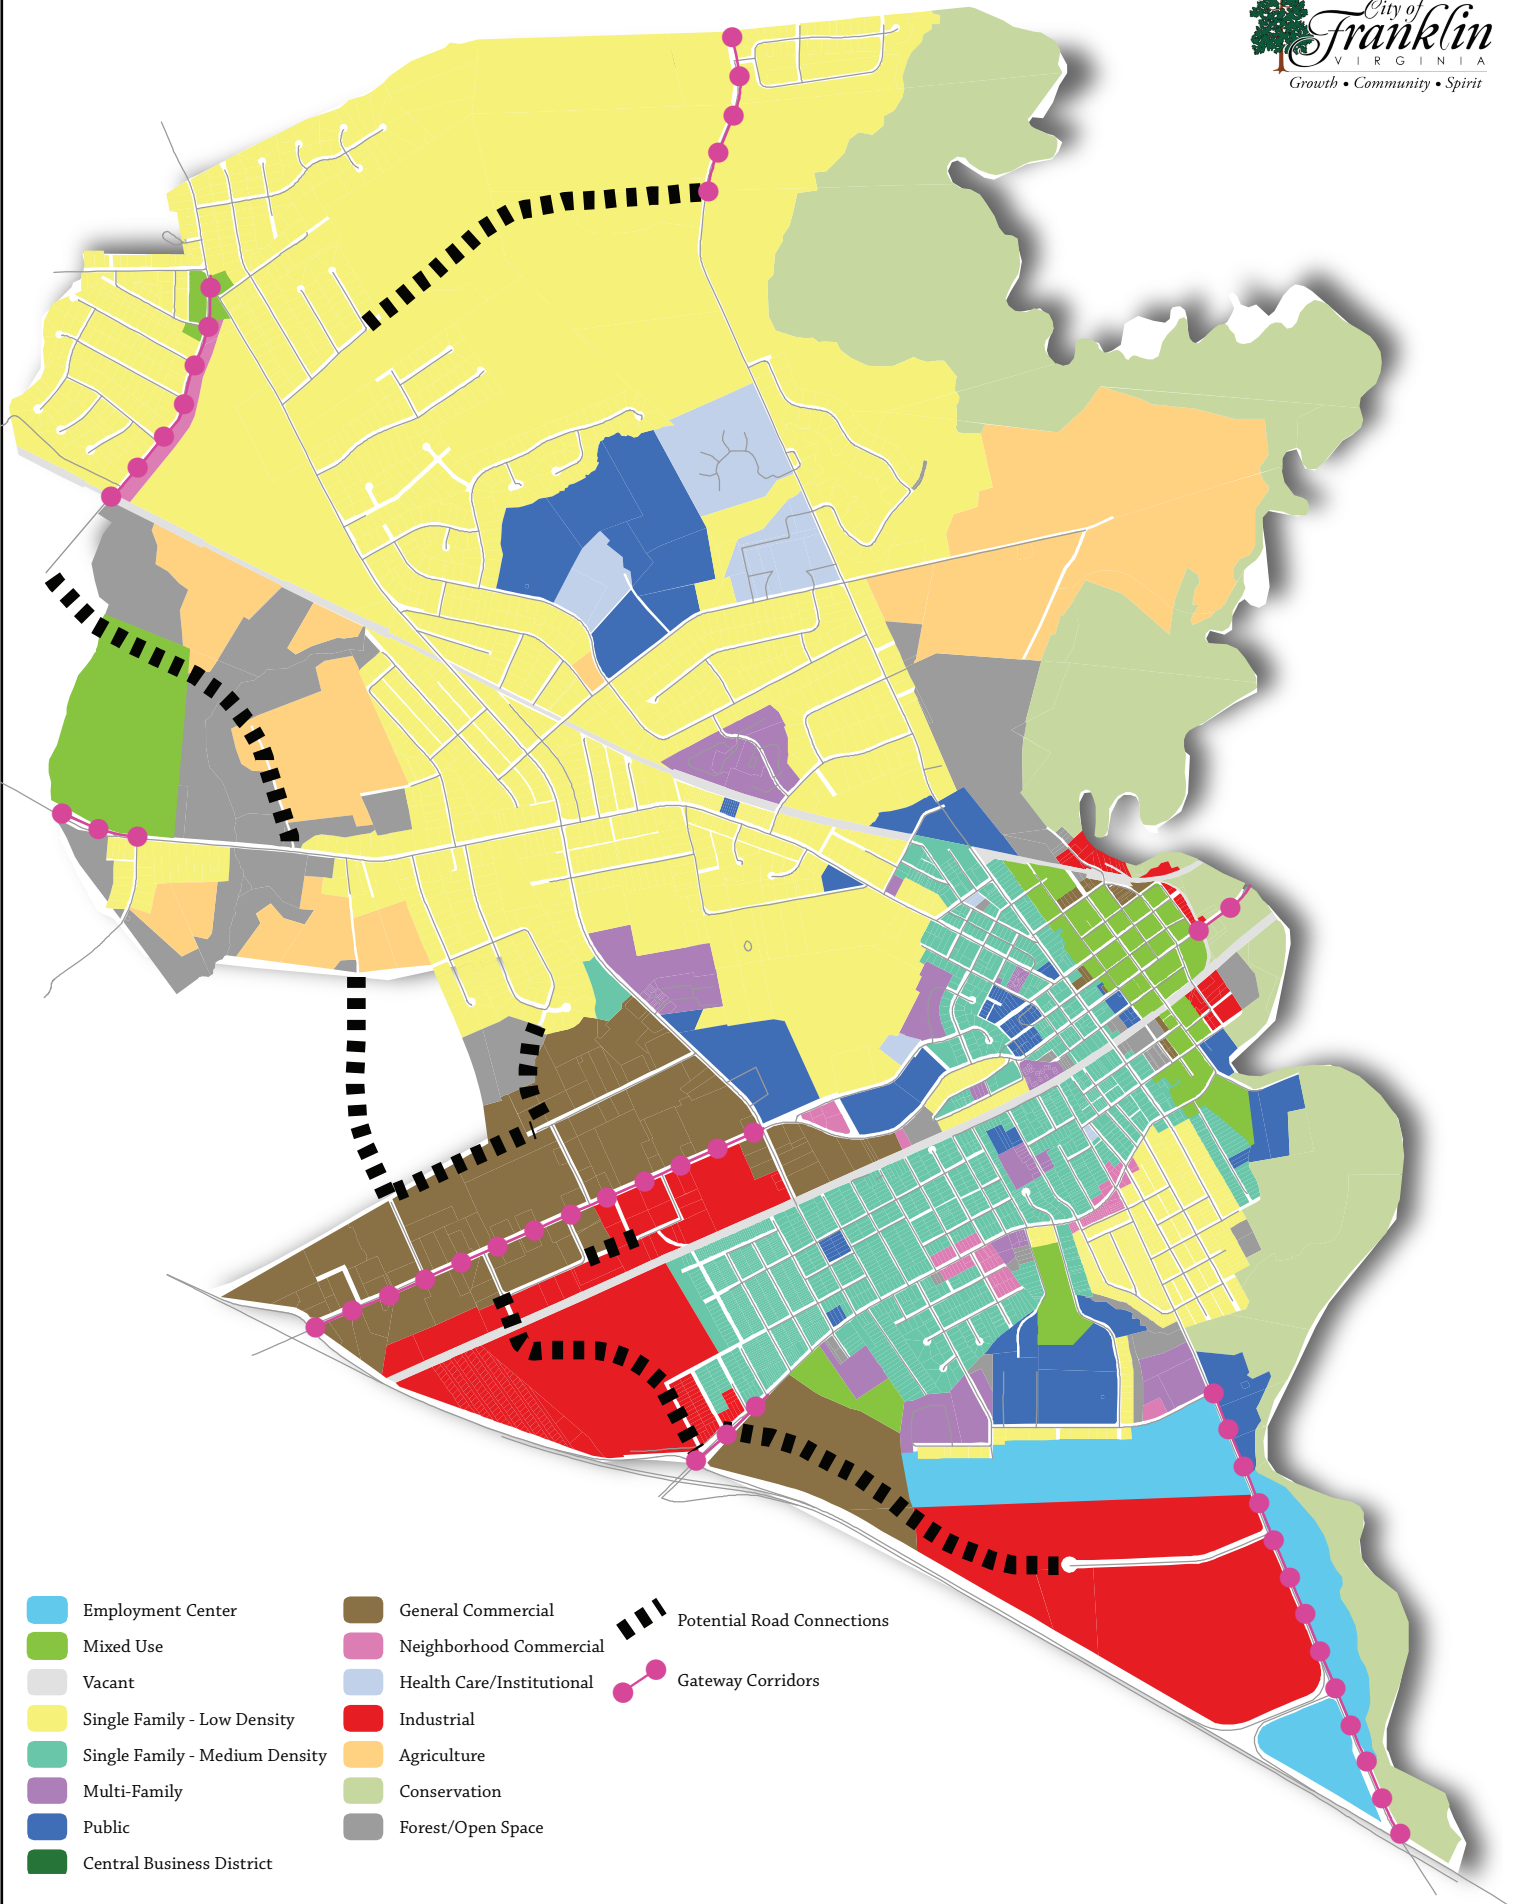 City of
Franklin
VIRGINIA
Growth • Community • Spirit
Employment Center
Mixed Use
Vacant
Single Family - Low Density
Single Family - Medium Density
Multi-Family
Public
Central Business District
General Commercial
Neighborhood Commercial
Health Care/Institutional
Industrial
Agriculture
Conservation
Forest/Open Space
Potential Road Connections
Gateway Corridors